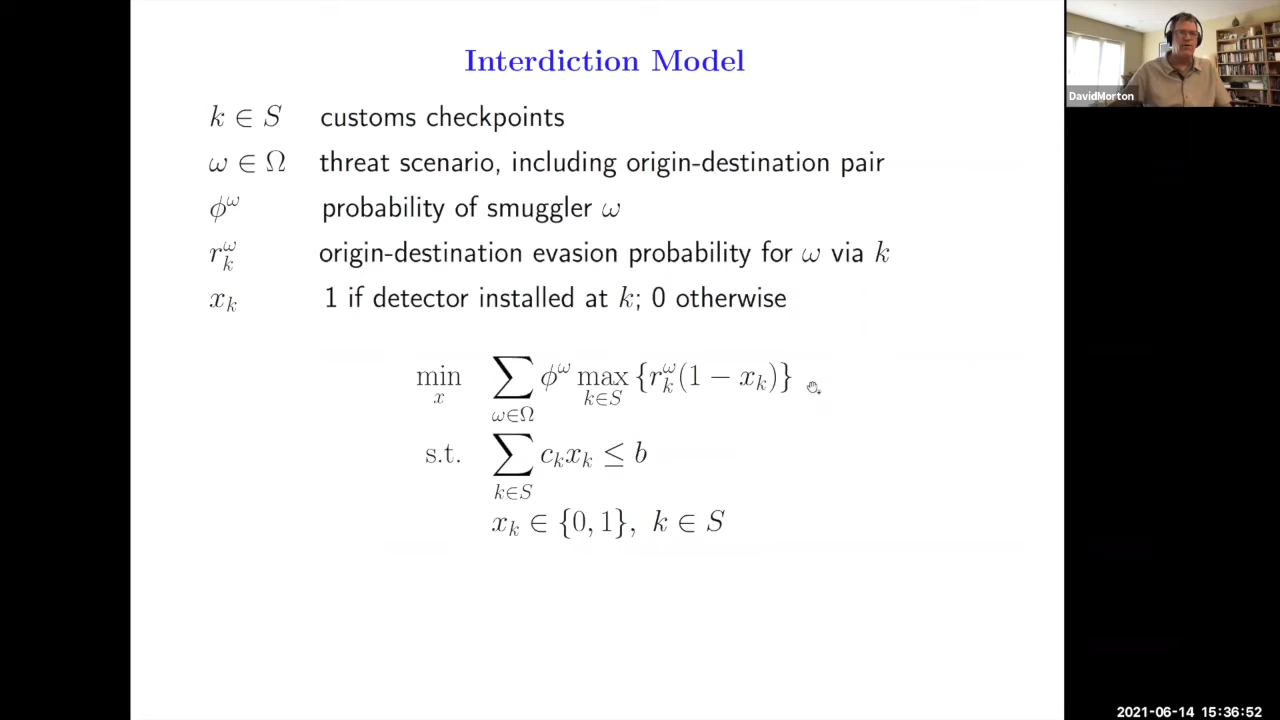 Interdiction Model
k ∈ S customs checkpoints
ω ∈ Ω threat scenario, including origin-destination pair
φ^ω probability of smuggler ω
r_k^ω origin-destination evasion probability for ω via k
x_k 1 if detector installed at k; 0 otherwise
min_x ∑_{ω∈Ω} φ^ω max_{k∈S} {r_k^ω(1 − x_k)}
s.t. ∑_{k∈S} c_k x_k ≤ b
x_k ∈ {0, 1}, k ∈ S
DavidMorton
2021-06-14 15:36:52